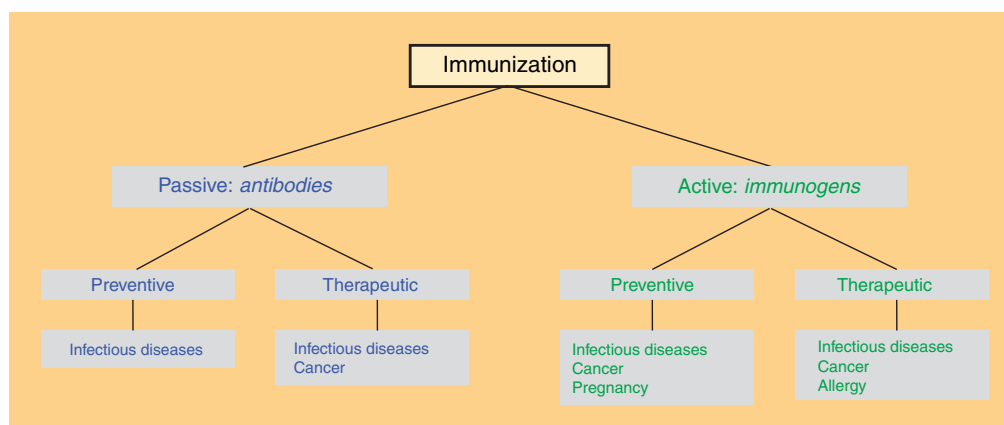 Immunization
Passive: antibodies
Active: immunogens
Preventive
Therapeutic
Preventive
Therapeutic
Infectious diseases
Infectious diseases
Cancer
Infectious diseases
Cancer
Pregnancy
Infectious diseases
Cancer
Allergy